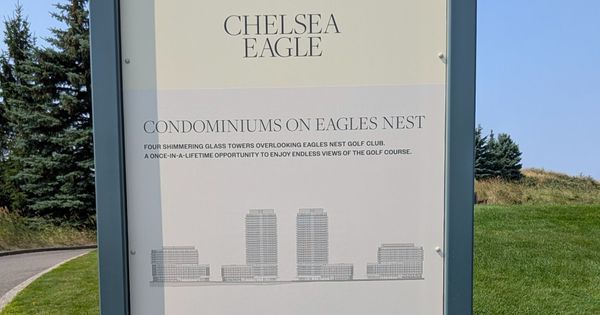 CHELSEA
EAGLE
CONDOMINIUMS ON EAGLES NEST
FOUR SHIMMERING GLASS TOWERS OVERLOOKING EAGLES NEST GOLF CLUB.
A ONCE-IN-A-LIFETIME OPPORTUNITY TO ENJOY ENDLESS VIEWS OF THE GOLF COURSE.